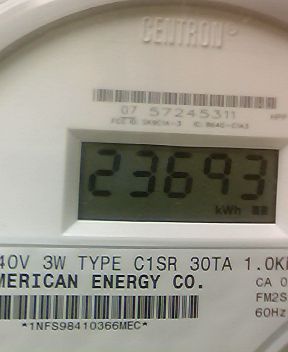 CENTRON®
07 57245311
23693
kWh
40V 3W TYPE C1SR 30TA 1.0K
MERICAN ENERGY CO.
CA 0
FM2S
60Hz
*1NFS98410366MEC*